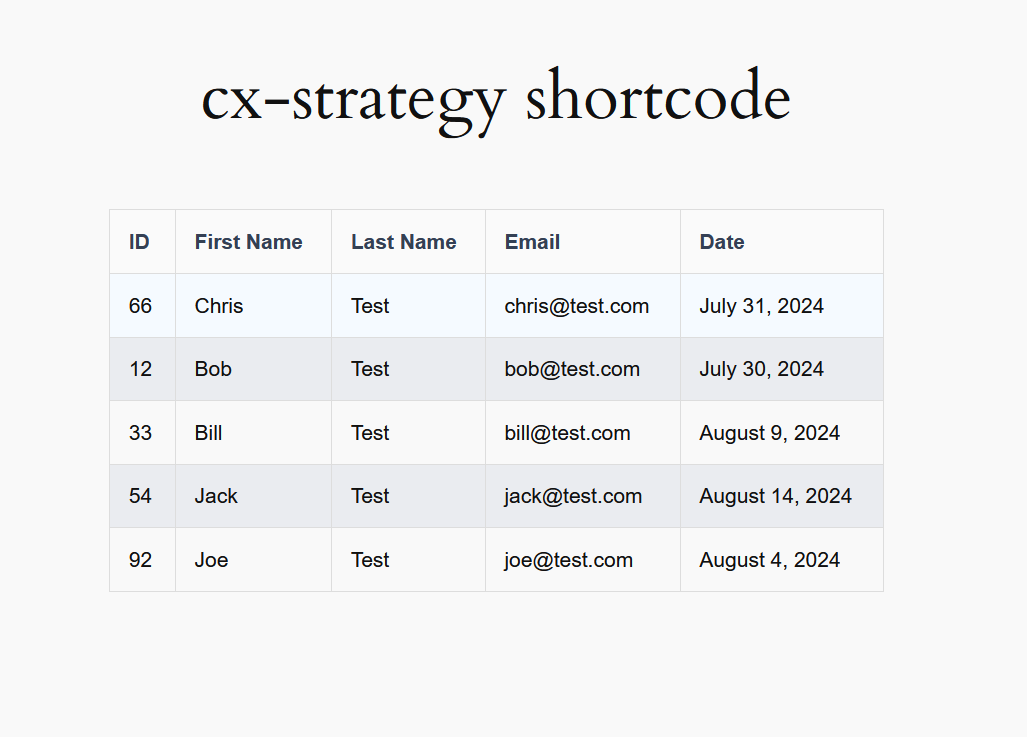 cx-strategy shortcode
ID First Name Last Name Email Date
66 Chris Test chris@test.com July 31, 2024
12 Bob Test bob@test.com July 30, 2024
33 Bill Test bill@test.com August 9, 2024
54 Jack Test jack@test.com August 14, 2024
92 Joe Test joe@test.com August 4, 2024